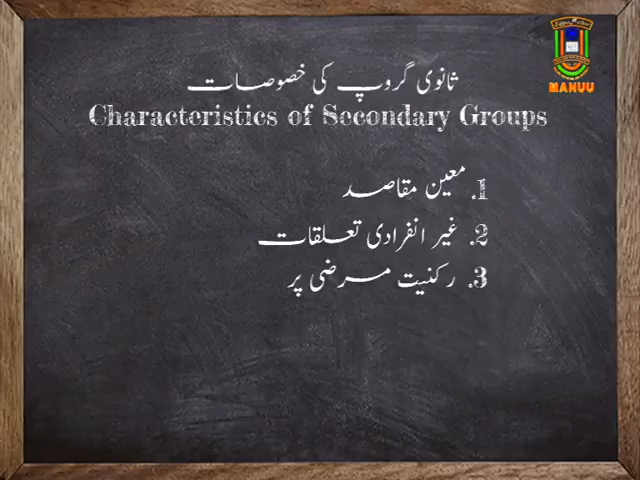 ثانوی گروپ کی خصوصات
Characteristics of Secondary Groups
1. معین مقاصد
2. غیر انفرادی تعلقات
3. رکنیت مرضی پر
MANUU